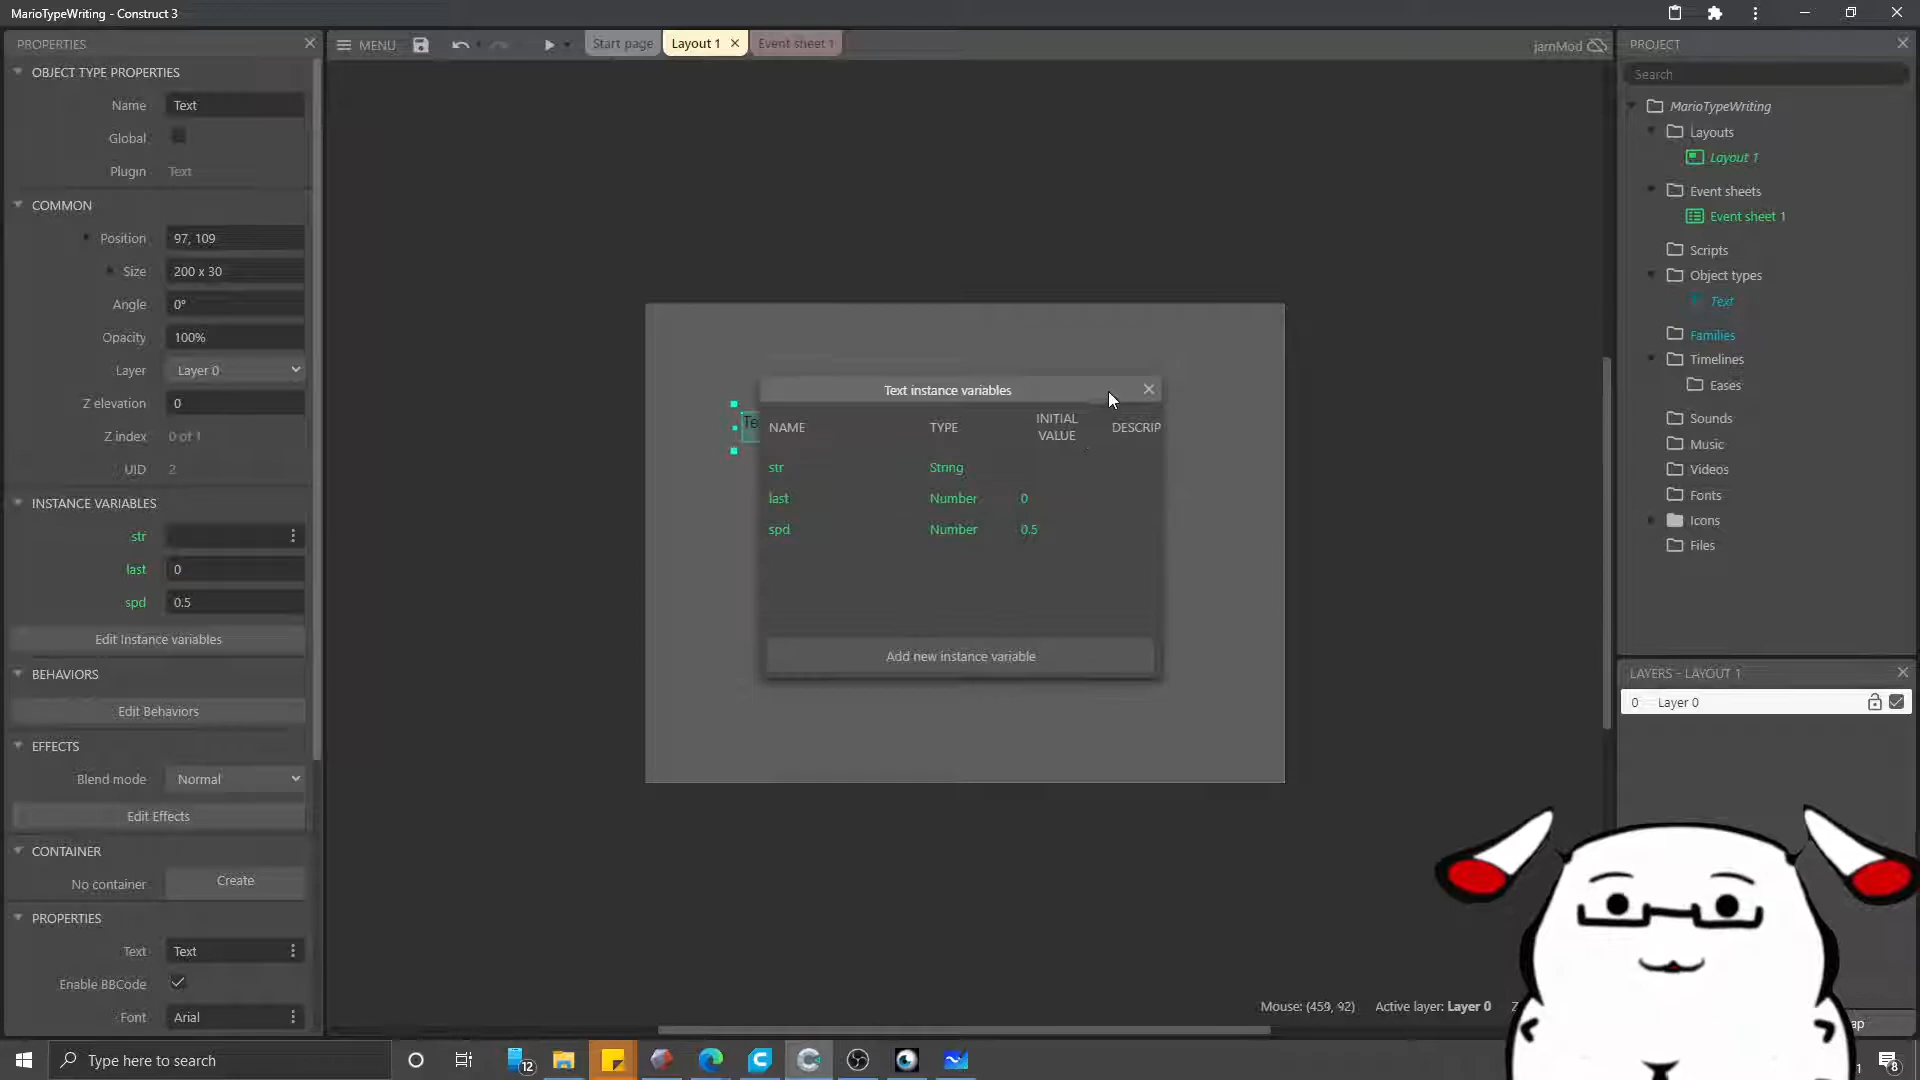 MarioTypeWriting - Construct 3
PROPERTIES
MENU
Start page
Layout 1
Event sheet 1
jarnMod
PROJECT
OBJECT TYPE PROPERTIES
Name Text
Global
Plugin Text
COMMON
Position 97, 109
Size 200 x 30
Angle 0°
Opacity 100%
Layer Layer 0
Z elevation 0
Z index 0 of 1
UID 2
INSTANCE VARIABLES
str
last 0
spd 0.5
Edit Instance variables
BEHAVIORS
Edit Behaviors
EFFECTS
Blend mode Normal
Edit Effects
CONTAINER
No container Create
PROPERTIES
Text Text
Enable BBCode
Font Arial
Te
Text instance variables
NAME TYPE INITIAL VALUE DESCRIP
str String
last Number 0
spd Number 0.5
Add new instance variable
Mouse: (459, 92) Active layer: Layer 0 Z
Search
MarioTypeWriting
Layouts
Layout 1
Event sheets
Event sheet 1
Scripts
Object types
Text
Families
Timelines
Eases
Sounds
Music
Videos
Fonts
Icons
Files
LAYERS - LAYOUT 1
0 Layer 0
ap
Type here to search
12
1
8